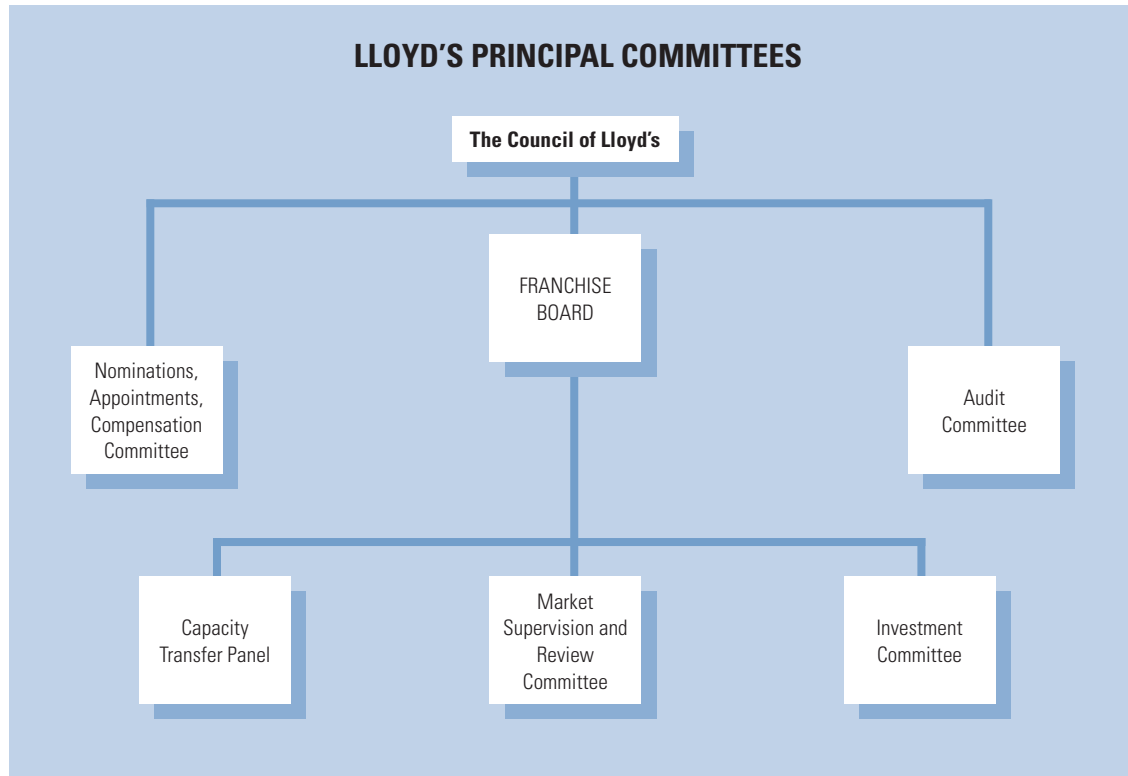 LLOYD'S PRINCIPAL COMMITTEES
The Council of Lloyd's
FRANCHISE
BOARD
Nominations,
Appointments,
Compensation
Committee
Audit
Committee
Capacity
Transfer Panel
Market
Supervision and
Review
Committee
Investment
Committee